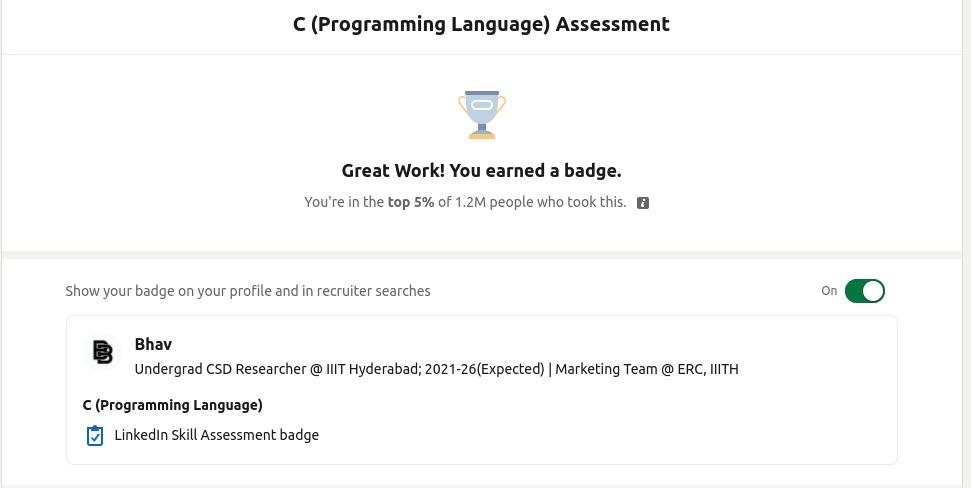 C (Programming Language) Assessment
Great Work! You earned a badge.
You're in the top 5% of 1.2M people who took this. i
Show your badge on your profile and in recruiter searches
On
Bhav
Undergrad CSD Researcher @ IIIT Hyderabad; 2021-26(Expected) | Marketing Team @ ERC, IIITH
C (Programming Language)
LinkedIn Skill Assessment badge